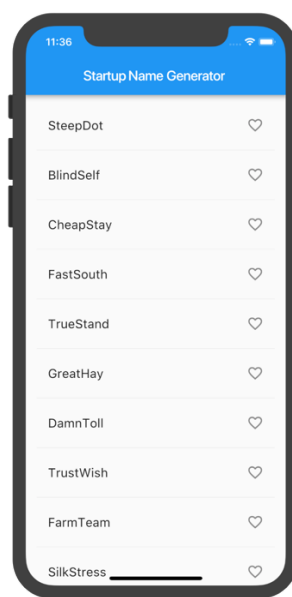 11:36
Startup Name Generator
SteepDot
BlindSelf
CheapStay
FastSouth
TrueStand
GreatHay
DamnToll
TrustWish
FarmTeam
SilkStress